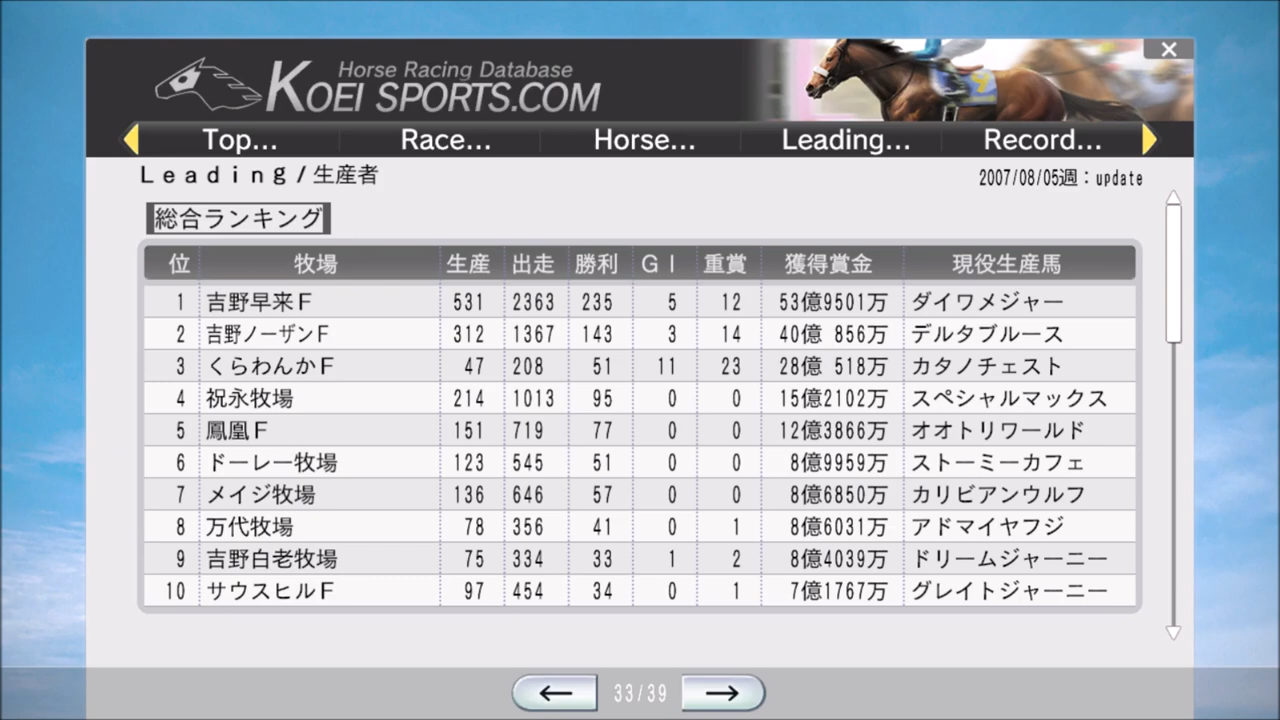 Horse Racing Database
KOEI SPORTS.COM
Top... Race... Horse... Leading... Record...
Leading/生産者 2007/08/05週：update
総合ランキング
位 牧場 生産 出走 勝利 GⅠ 重賞 獲得賞金 現役生産馬
1 吉野早来F 531 2363 235 5 12 53億9501万 ダイワメジャー
2 吉野ノーザンF 312 1367 143 3 14 40億 856万 デルタブルース
3 くらわんかF 47 208 51 11 23 28億 518万 カタノチェスト
4 祝永牧場 214 1013 95 0 0 15億2102万 スペシャルマックス
5 鳳凰F 151 719 77 0 0 12億3866万 オオトリワールド
6 ドーレー牧場 123 545 51 0 0 8億9959万 ストーミーカフェ
7 メイジ牧場 136 646 57 0 0 8億6850万 カリビアンウルフ
8 万代牧場 78 356 41 0 1 8億6031万 アドマイヤフジ
9 吉野白老牧場 75 334 33 1 2 8億4039万 ドリームジャーニー
10 サウスヒルF 97 454 34 0 1 7億1767万 グレイトジャーニー
← 33/39 →